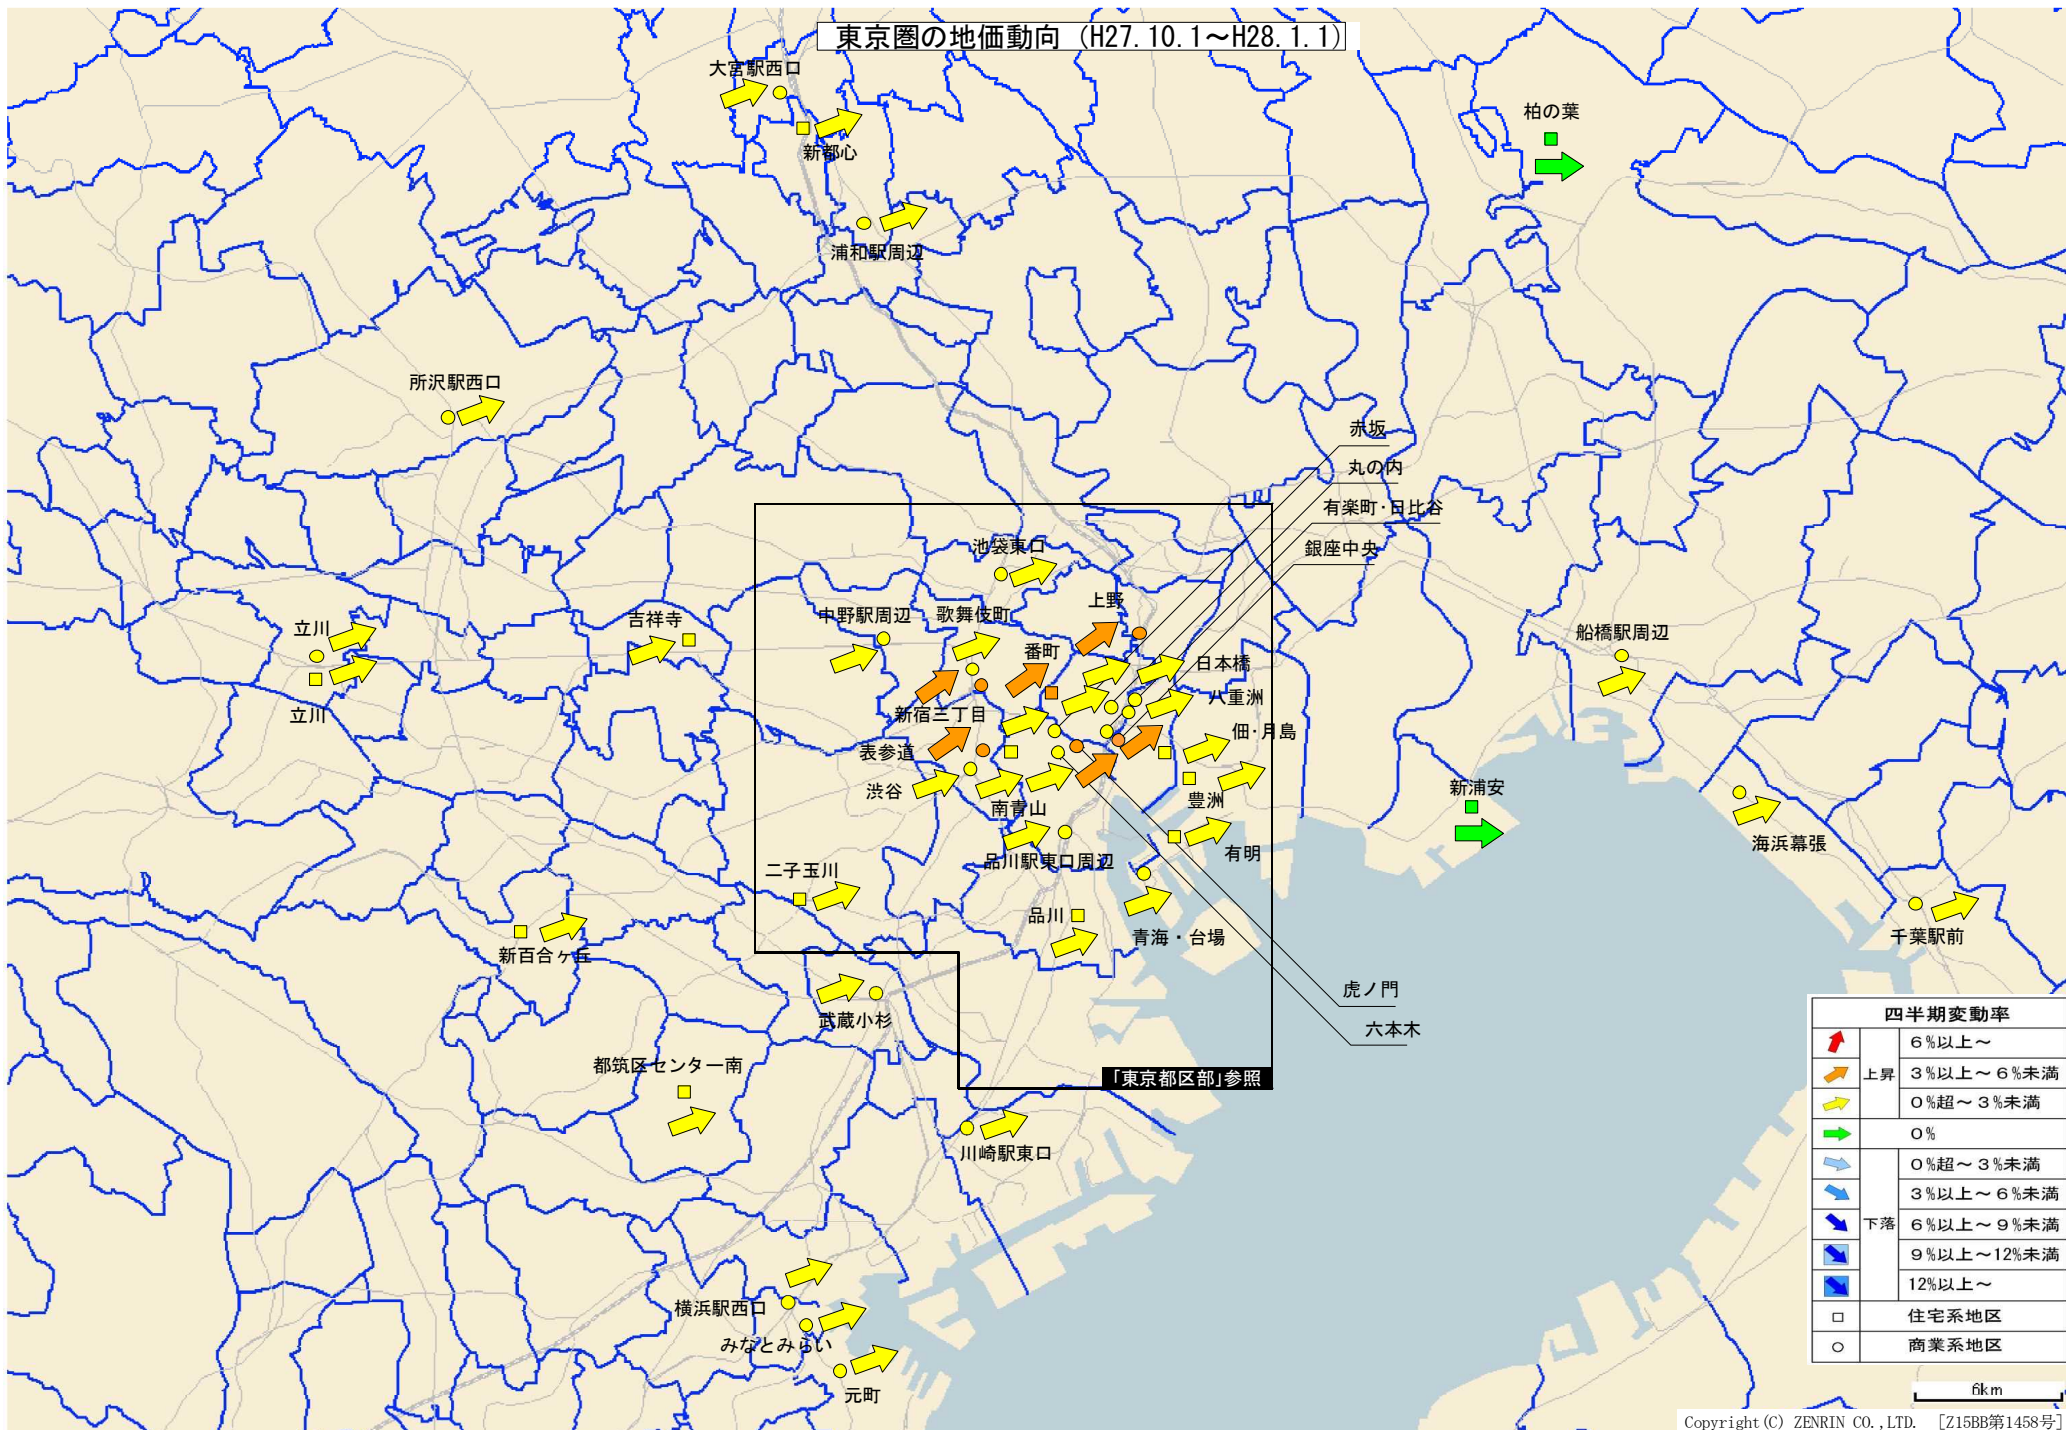 東京圏の地価動向 (H27.10.1～H28.1.1)
大宮駅西口
新都心
柏の葉
浦和駅周辺
所沢駅西口
赤坂
丸の内
有楽町・日比谷
銀座中央
池袋東口
上野
中野駅周辺
歌舞伎町
吉祥寺
立川
立川
番町
日本橋
船橋駅周辺
八重洲
新宿三丁目
佃・月島
表参道
渋谷
南青山
豊洲
新浦安
海浜幕張
有明
品川駅東口周辺
二子玉川
品川
青海・台場
千葉駅前
新百合ヶ丘
虎ノ門
武蔵小杉
六本木
都筑区センター南
「東京都区部」参照
川崎駅東口
横浜駅西口
みなとみらい
元町
四半期変動率
上昇
6%以上～
3%以上～6%未満
0%超～3%未満
0%
下落
0%超～3%未満
3%以上～6%未満
6%以上～9%未満
9%以上～12%未満
12%以上～
住宅系地区
商業系地区
6km
Copyright(C) ZENRIN CO.,LTD. [Z15BB第1458号]